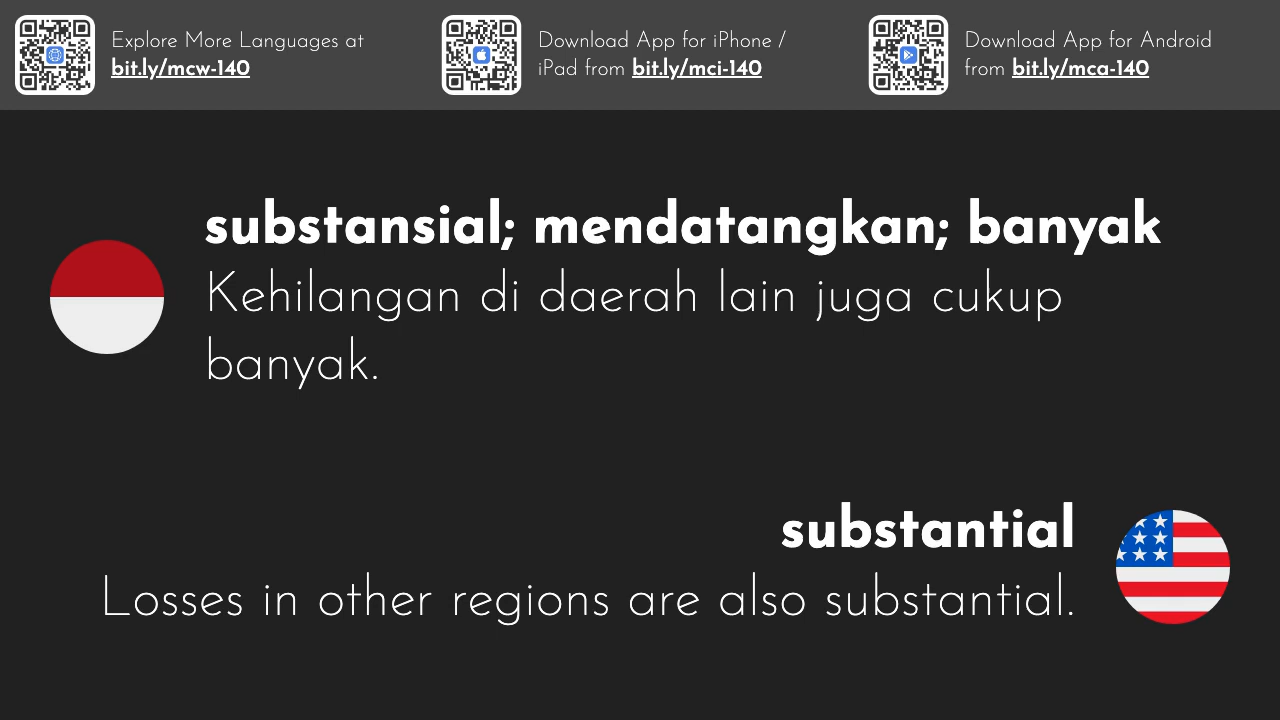 Explore More Languages at
bit.ly/mcw-140
Download App for iPhone /
iPad from bit.ly/mci-140
Download App for Android
from bit.ly/mca-140
substansial; mendatangkan; banyak
Kehilangan di daerah lain juga cukup
banyak.
substantial
Losses in other regions are also substantial.